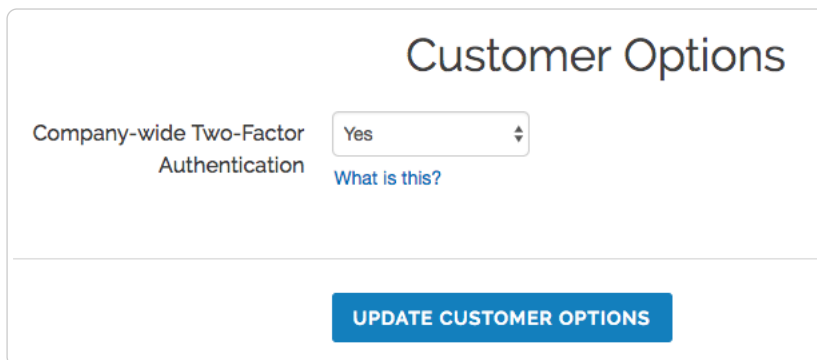 Customer Options
Company-wide Two-Factor
Authentication
Yes
What is this?
UPDATE CUSTOMER OPTIONS